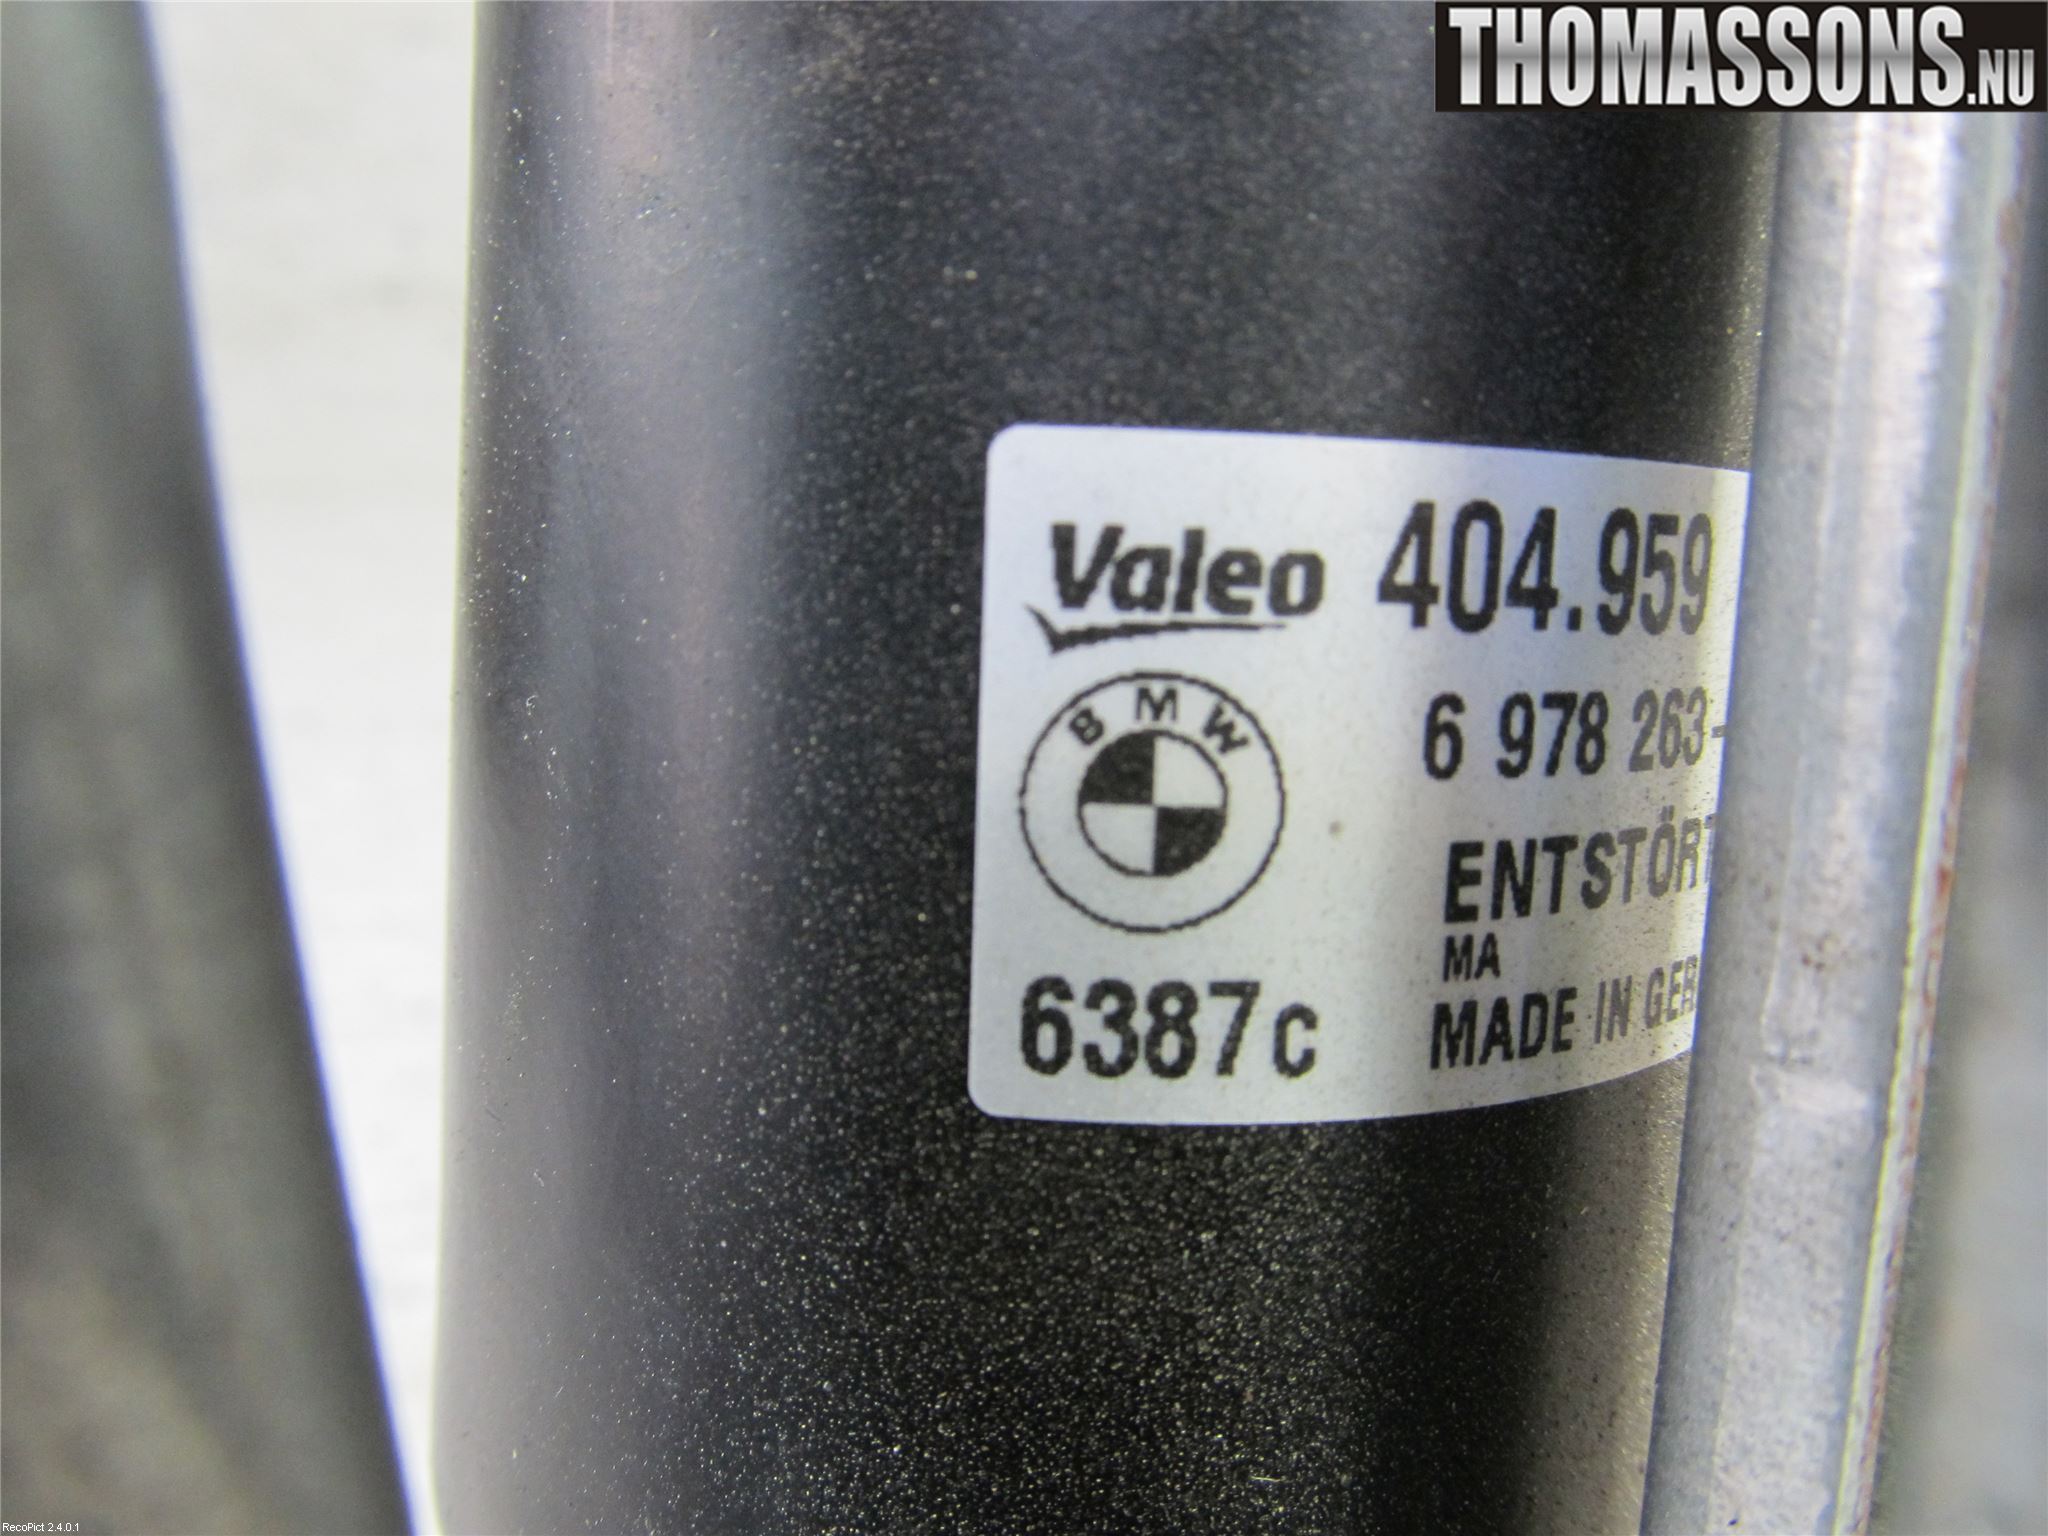 THOMASSONS.NU
Valeo 404.959
BMW
6 978 263-
ENTSTÖRT
MA
6387c
MADE IN GER
RecoPict 2.4.0.1